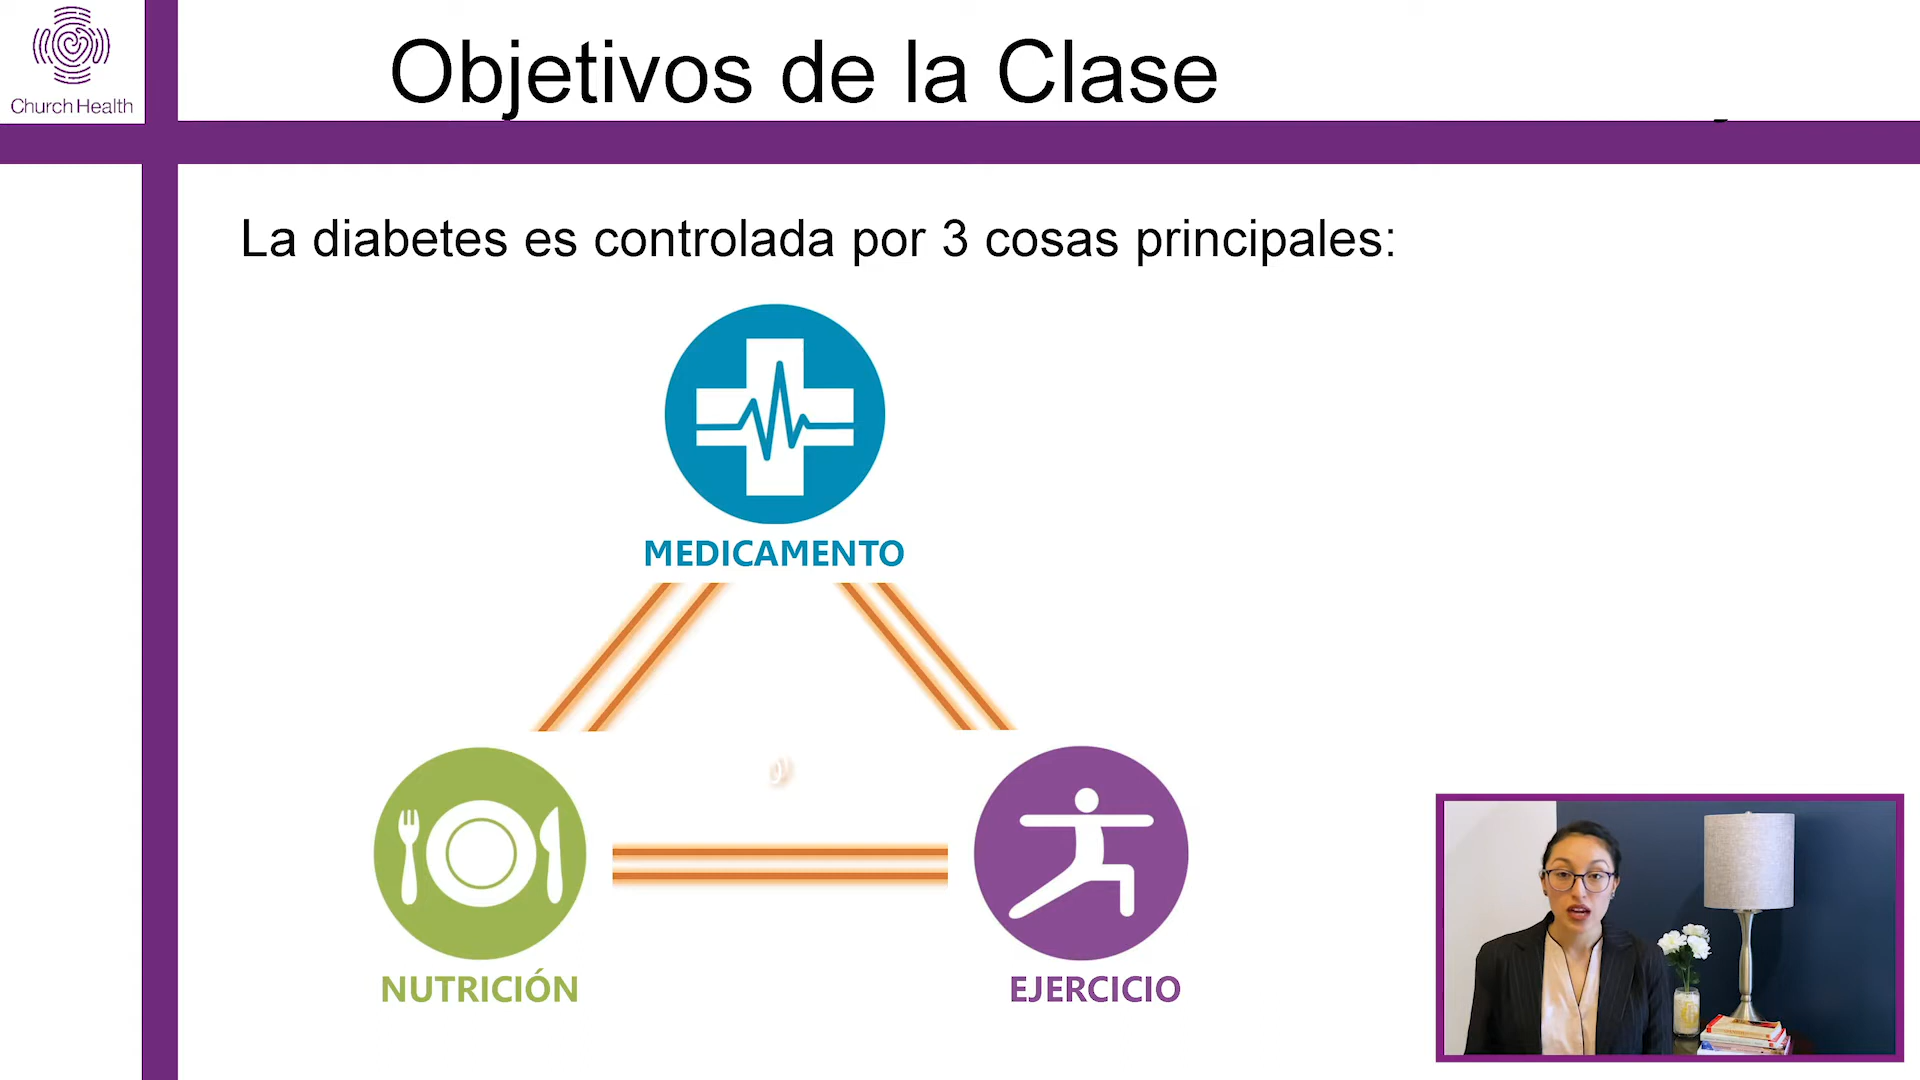 Church Health
Objetivos de la Clase
La diabetes es controlada por 3 cosas principales:
MEDICAMENTO
NUTRICIÓN
EJERCICIO